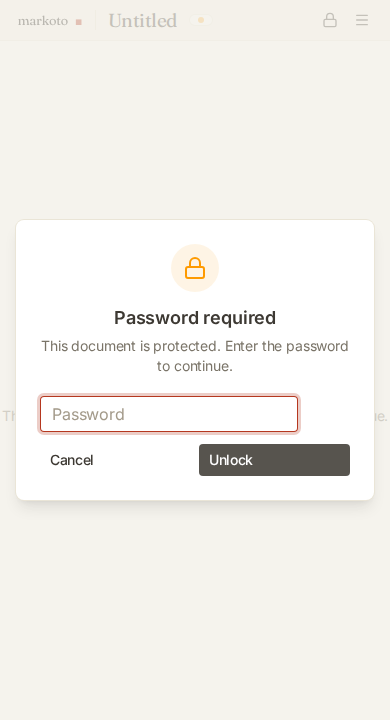 markoto
Untitled
Password required
This document is protected. Enter the password
to continue.
Password
Cancel
Unlock